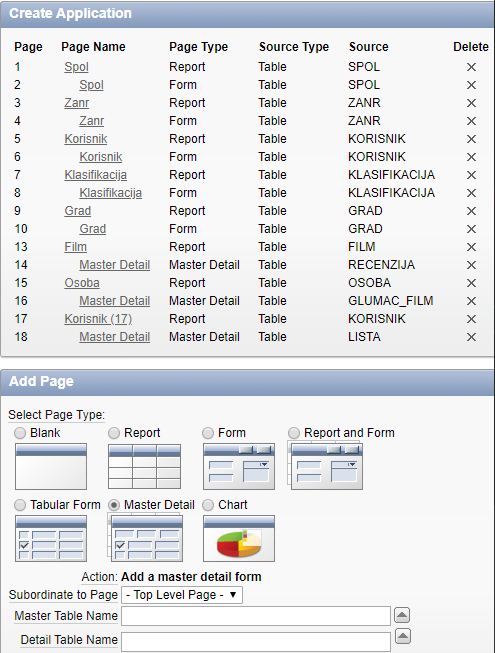 Create Application
Page Page Name Page Type Source Type Source Delete
1 Spol Report Table SPOL
2 Spol Form Table SPOL
3 Zanr Report Table ZANR
4 Zanr Form Table ZANR
5 Korisnik Report Table KORISNIK
6 Korisnik Form Table KORISNIK
7 Klasifikacija Report Table KLASIFIKACIJA
8 Klasifikacija Form Table KLASIFIKACIJA
9 Grad Report Table GRAD
10 Grad Form Table GRAD
13 Film Report Table FILM
14 Master Detail Master Detail Table RECENZIJA
15 Osoba Report Table OSOBA
16 Master Detail Master Detail Table GLUMAC_FILM
17 Korisnik (17) Report Table KORISNIK
18 Master Detail Master Detail Table LISTA
Add Page
Select Page Type:
Blank Report Form Report and Form
Tabular Form Master Detail Chart
Action: Add a master detail form
Subordinate to Page - Top Level Page -
Master Table Name
Detail Table Name